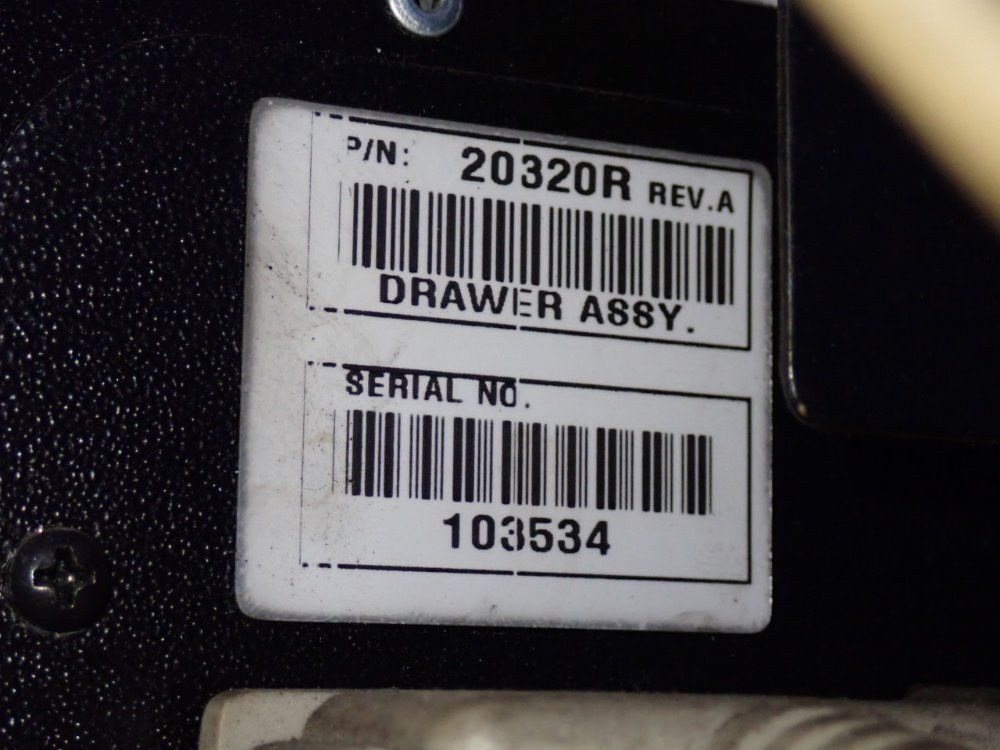 P/N: 20320R REV.A
DRAWER ASSY.
SERIAL NO.
103534